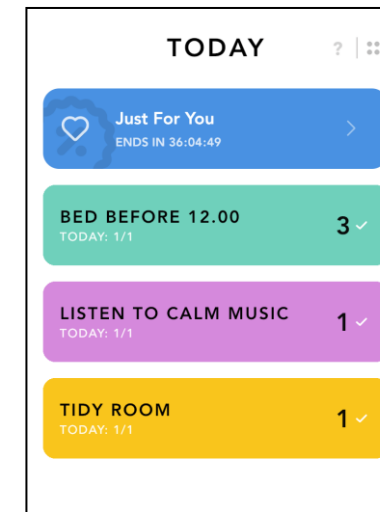 TODAY ?
Just For You
ENDS IN 36:04:49
BED BEFORE 12.00
TODAY: 1/1
3
LISTEN TO CALM MUSIC
TODAY: 1/1
1
TIDY ROOM
TODAY: 1/1
1